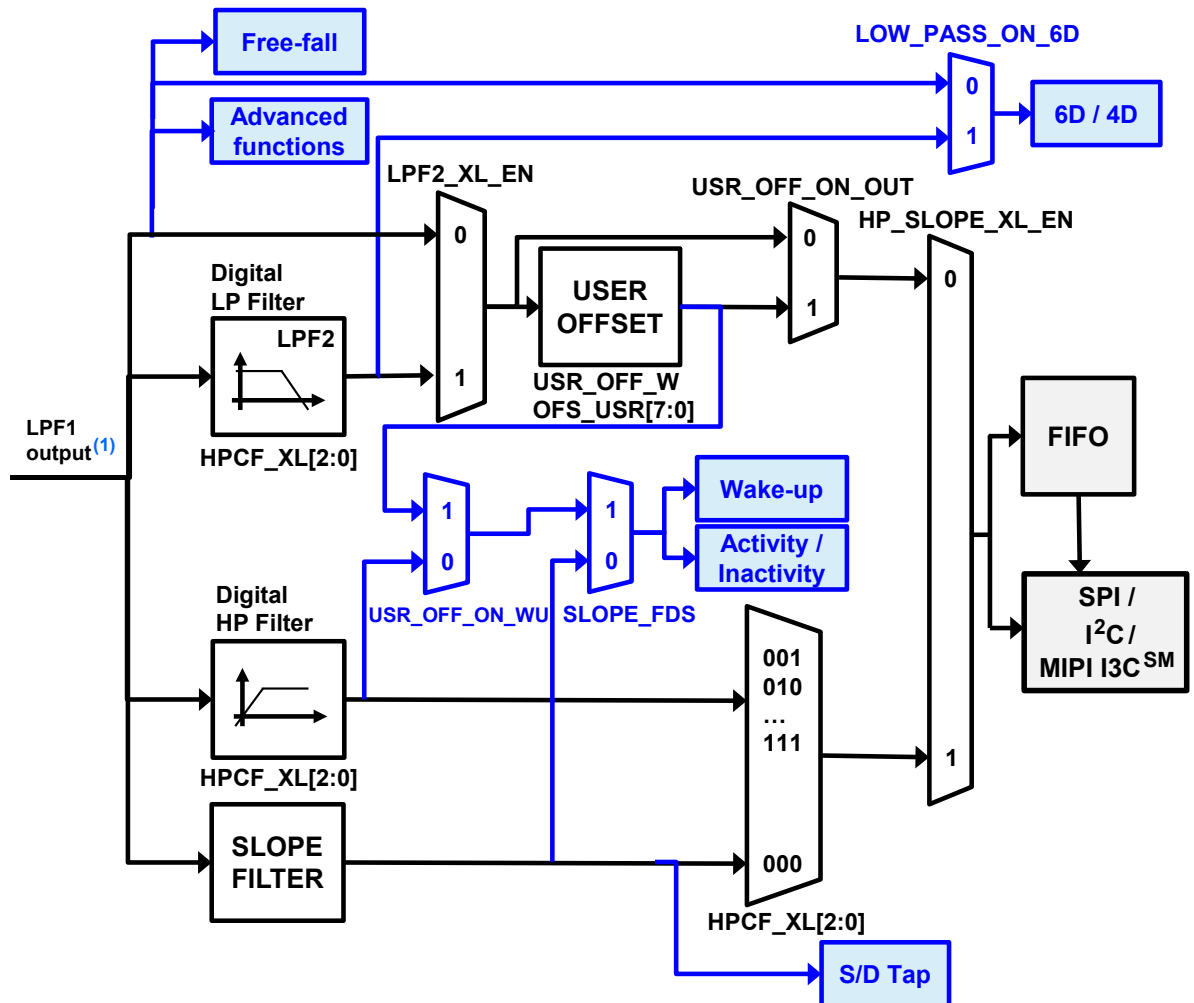 Free-fall
LOW_PASS_ON_6D
0
1
6D / 4D
Advanced
functions
LPF2_XL_EN
0
1
USR_OFF_ON_OUT
0
1
HP_SLOPE_XL_EN
0
1
Digital
LP Filter
LPF2
HPCF_XL[2:0]
USER
OFFSET
USR_OFF_W
OFS_USR[7:0]
LPF1
output(1)
FIFO
SPI /
I2C/
MIPI I3CSM
1
0
USR_OFF_ON_WU
1
0
SLOPE_FDS
Wake-up
Activity /
Inactivity
Digital
HP Filter
HPCF_XL[2:0]
001
010
...
111
000
HPCF_XL[2:0]
SLOPE
FILTER
S/D Tap